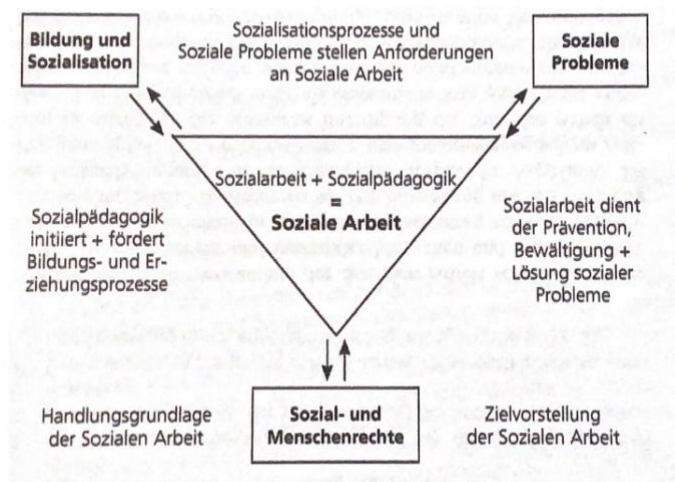 Bildung und
Sozialisation
Sozialisationsprozesse und
Soziale Probleme stellen Anforderungen
an Soziale Arbeit
Soziale
Probleme
Sozialarbeit + Sozialpädagogik
=
Soziale Arbeit
Sozialpädagogik
initiiert + fördert
Bildungs- und Er-
ziehungsprozesse
Sozioarbeit dient
der Prävention,
Bewältigung +
Lösung sozialer
Probleme
Handlungsgrundlage
der Sozialen Arbeit
Sozial- und
Menschenrechte
Zielvorstellung
der Sozialen Arbeit